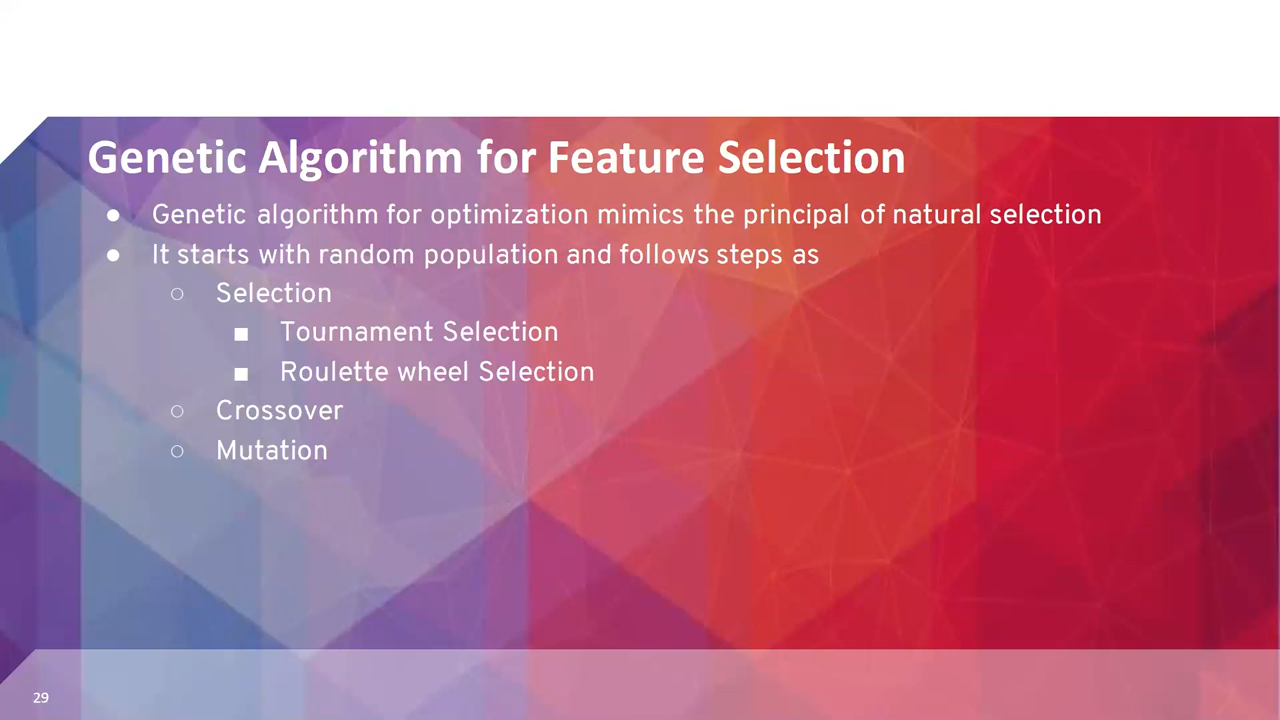 Genetic Algorithm for Feature Selection
● Genetic algorithm for optimization mimics the principal of natural selection
● It starts with random population and follows steps as
○ Selection
■ Tournament Selection
■ Roulette wheel Selection
○ Crossover
○ Mutation
29